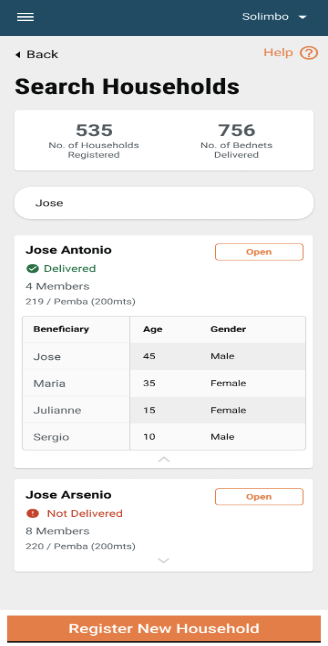 Solimbo
Back
Help ?
Search Households
535
No. of Households
Registered
756
No. of Bednets
Delivered
Jose
Jose Antonio
Open
Delivered
4 Members
219 / Pemba (200mts)
Beneficiary Age Gender
Jose 45 Male
Maria 35 Female
Julianne 15 Female
Sergio 10 Male
Jose Arsenio
Open
Not Delivered
8 Members
220 / Pemba (200mts)
Register New Household